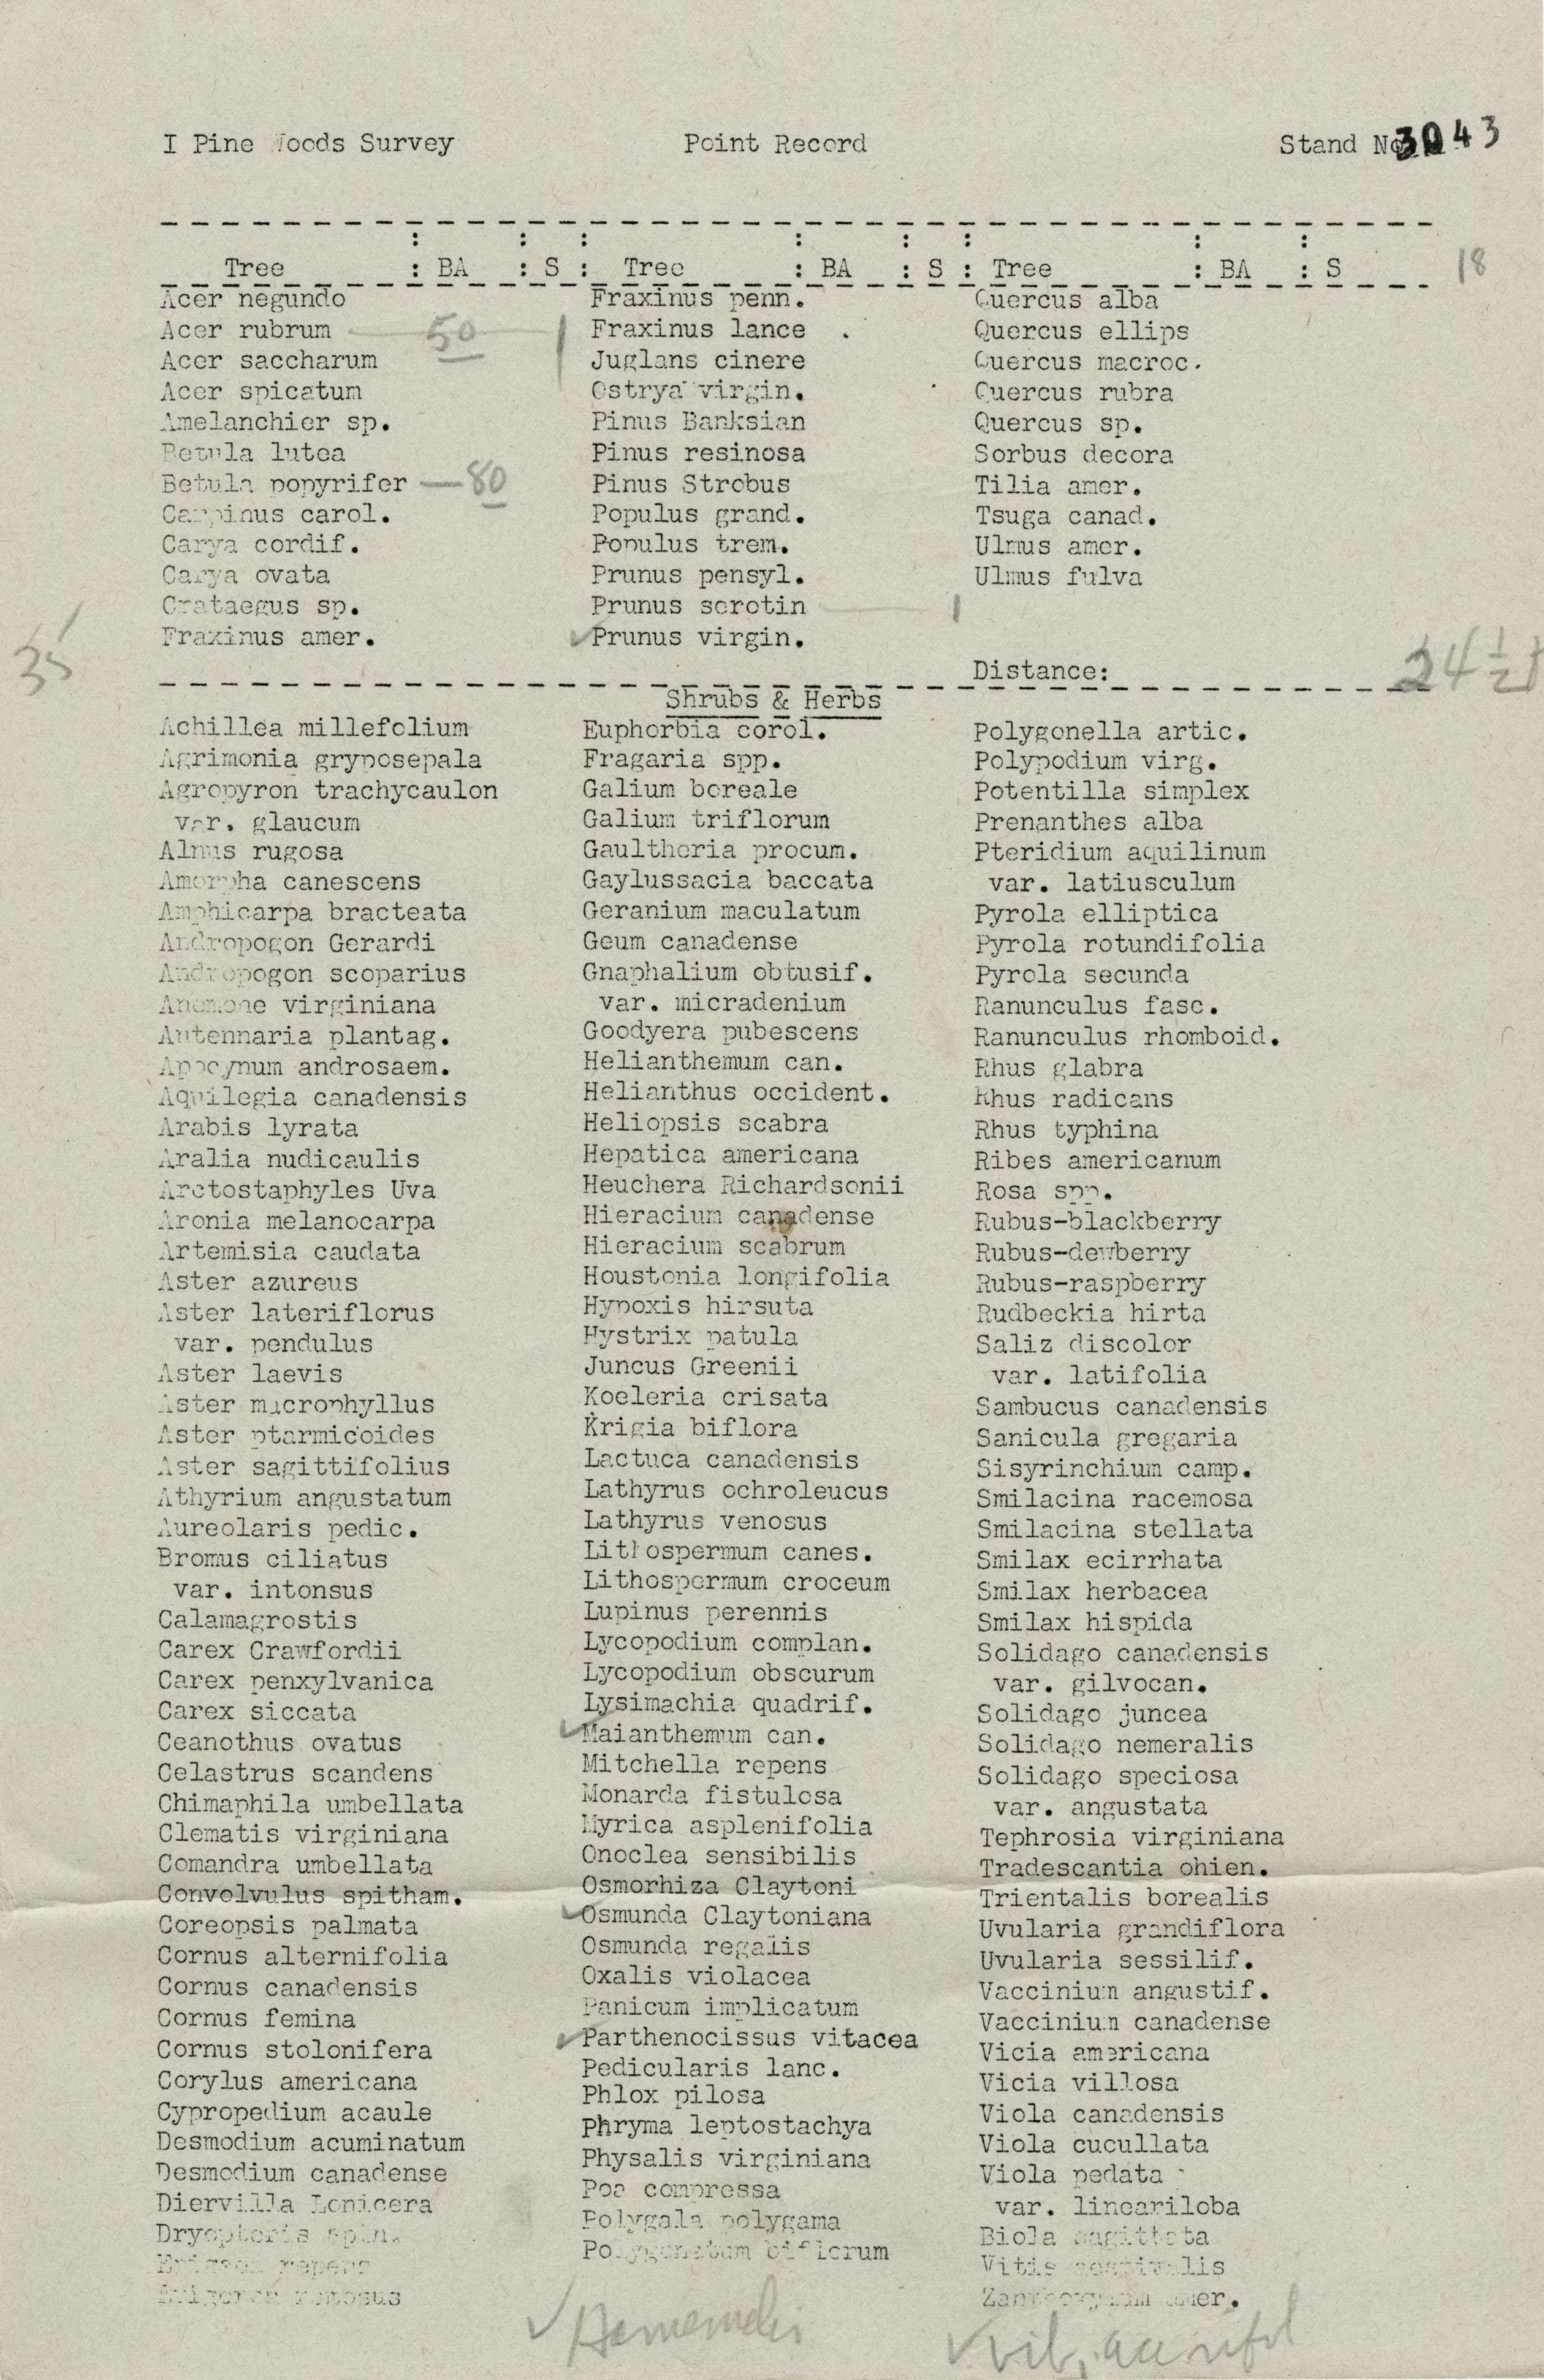 I Pine Woods Survey Point Record Stand No. 3043
: : : : : : : :
Tree : BA : S : Tree : BA : S : Tree : BA : S 18
Acer negundo
Acer rubrum 50 |
Acer saccharum
Acer spicatum
Amelanchier sp.
Betula lutea
Betula popyrifer — 80
Carpinus carol.
Carya cordif.
Carya ovata
Crataegus sp.
Fraxinus amer.
35
Fraxinus penn.
Fraxinus lance .
Juglans cinere
Ostrya virgin.
Pinus Banksian
Pinus resinosa
Pinus Strobus
Populus grand.
Populus trem.
Prunus pensyl.
Prunus serotin |
✓ Prunus virgin.
Quercus alba
Quercus ellips
Quercus macroc.
Quercus rubra
Quercus sp.
Sorbus decora
Tilia amer.
Tsuga canad.
Ulmus amer.
Ulmus fulva
Distance: 24 1/2
Shrubs & Herbs
Achillea millefolium
Agrimonia gryposepala
Agropyron trachycaulon
var. glaucum
Alnus rugosa
Amorpha canescens
Amphicarpa bracteata
Andropogon Gerardi
Andropogon scoparius
Anemone virginiana
Antennaria plantag.
Apocynum androsaem.
Aquilegia canadensis
Arabis lyrata
Aralia nudicaulis
Arctostaphyles Uva
Aronia melanocarpa
Artemisia caudata
Aster azureus
Aster lateriflorus
var. pendulus
Aster laevis
Aster macrophyllus
Aster ptarmicoides
Aster sagittifolius
Athyrium angustatum
Aureolaris pedic.
Bromus ciliatus
var. intonsus
Calamagrostis
Carex Crawfordii
Carex penxylvanica
Carex siccata
Ceanothus ovatus
Celastrus scandens
Chimaphila umbellata
Clematis virginiana
Comandra umbellata
Convolvulus spitham.
Coreopsis palmata
Cornus alternifolia
Cornus canadensis
Cornus femina
Cornus stolonifera
Corylus americana
Cypropedium acaule
Desmodium acuminatum
Desmodium canadense
Diervilla Lonicera
Dryopteris spin.
repens
Erigeron ramosus
Euphorbia corol.
Fragaria spp.
Galium boreale
Galium triflorum
Gaultheria procum.
Gaylussacia baccata
Geranium maculatum
Geum canadense
Gnaphalium obtusif.
var. micradenium
Goodyera pubescens
Helianthemum can.
Helianthus occident.
Heliopsis scabra
Hepatica americana
Heuchera Richardsonii
Hieracium canadense
Hieracium scabrum
Houstonia longifolia
Hypoxis hirsuta
Hystrix patula
Juncus Greenii
Koeleria crisata
Krigia biflora
Lactuca canadensis
Lathyrus ochroleucus
Lathyrus venosus
Lithospermum canes.
Lithospermum croceum
Lupinus perennis
Lycopodium complan.
Lycopodium obscurum
Lysimachia quadrif.
✓ Maianthemum can.
Mitchella repens
Monarda fistulosa
Myrica asplenifolia
Onoclea sensibilis
Osmorhiza Claytoni
✓ Osmunda Claytoniana
Osmunda regalis
Oxalis violacea
Panicum implicatum
✓ Parthenocissus vitacea
Pedicularis lanc.
Phlox pilosa
Phryma leptostachya
Physalis virginiana
Poa compressa
Polygala polygama
Polygonatum biflorum
Polygonella artic.
Polypodium virg.
Potentilla simplex
Prenanthes alba
Pteridium aquilinum
var. latiusculum
Pyrola elliptica
Pyrola rotundifolia
Pyrola secunda
Ranunculus fasc.
Ranunculus rhomboid.
Rhus glabra
Rhus radicans
Rhus typhina
Ribes americanum
Rosa spp.
Rubus-blackberry
Rubus-dewberry
Rubus-raspberry
Rudbeckia hirta
Saliz discolor
var. latifolia
Sambucus canadensis
Sanicula gregaria
Sisyrinchium camp.
Smilacina racemosa
Smilacina stellata
Smilax ecirrhata
Smilax herbacea
Smilax hispida
Solidago canadensis
var. gilvocan.
Solidago juncea
Solidago nemeralis
Solidago speciosa
var. angustata
Tephrosia virginiana
Tradescantia ohien.
Trientalis borealis
Uvularia grandiflora
Uvularia sessilif.
Vaccinium angustif.
Vaccinium canadense
Vicia americana
Vicia villosa
Viola canadensis
Viola cucullata
Viola pedata
var. lineariloba
Biola sagittata
Vitis aestivalis
Zanthoxylum amer.
✓ Hamamelis
✓ vib. acerifol